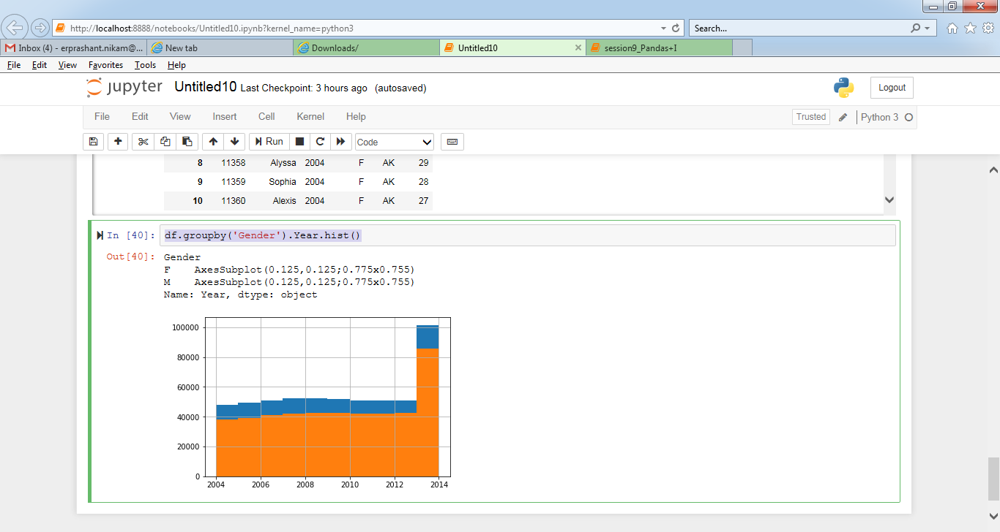 http://localhost:8888/notebooks/Untitled10.ipynb?kernel_name=python3
Search...
Inbox (4) - erprashant.nikam@...
New tab
Downloads/
Untitled10
session9_Pandas+I
File Edit View Favorites Tools Help
jupyter Untitled10 Last Checkpoint: 3 hours ago (autosaved)
Logout
File Edit View Insert Cell Kernel Help
Trusted
Python 3
Run
Code
8 11358 Alyssa 2004 F AK 29
9 11359 Sophia 2004 F AK 28
10 11360 Alexis 2004 F AK 27
In [40]: df.groupby('Gender').Year.hist()
Out[40]: Gender
F AxesSubplot(0.125,0.125;0.775x0.755)
M AxesSubplot(0.125,0.125;0.775x0.755)
Name: Year, dtype: object
100000
80000
60000
40000
20000
0
2004 2006 2008 2010 2012 2014